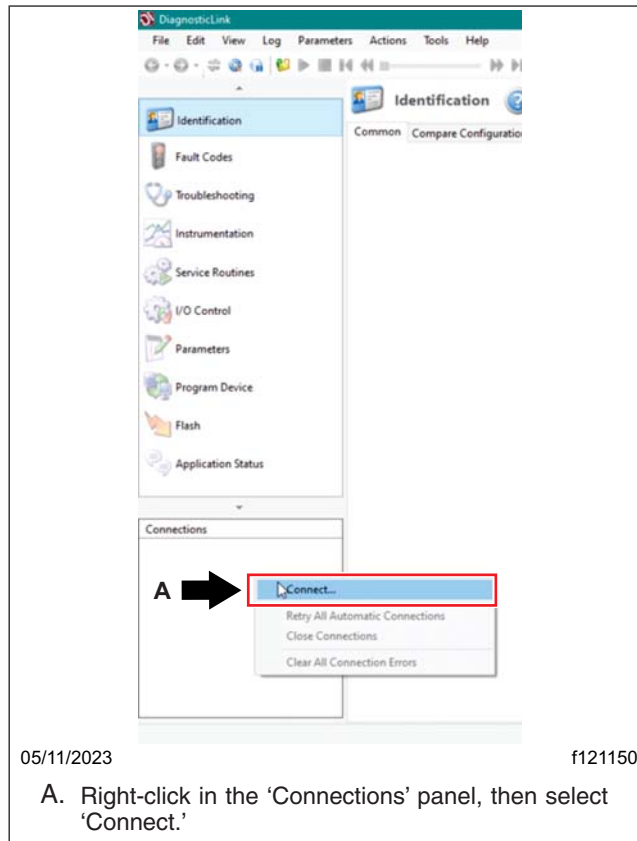 DiagnosticLink
File Edit View Log Parameters Actions Tools Help
Identification
Fault Codes
Troubleshooting
Instrumentation
Service Routines
I/O Control
Parameters
Program Device
Flash
Application Status
Identification
Common Compare Configuratio
Connections
A
Connect...
Retry All Automatic Connections
Close Connections
Clear All Connection Errors
05/11/2023 f121150
A. Right-click in the ‘Connections’ panel, then select
‘Connect.’